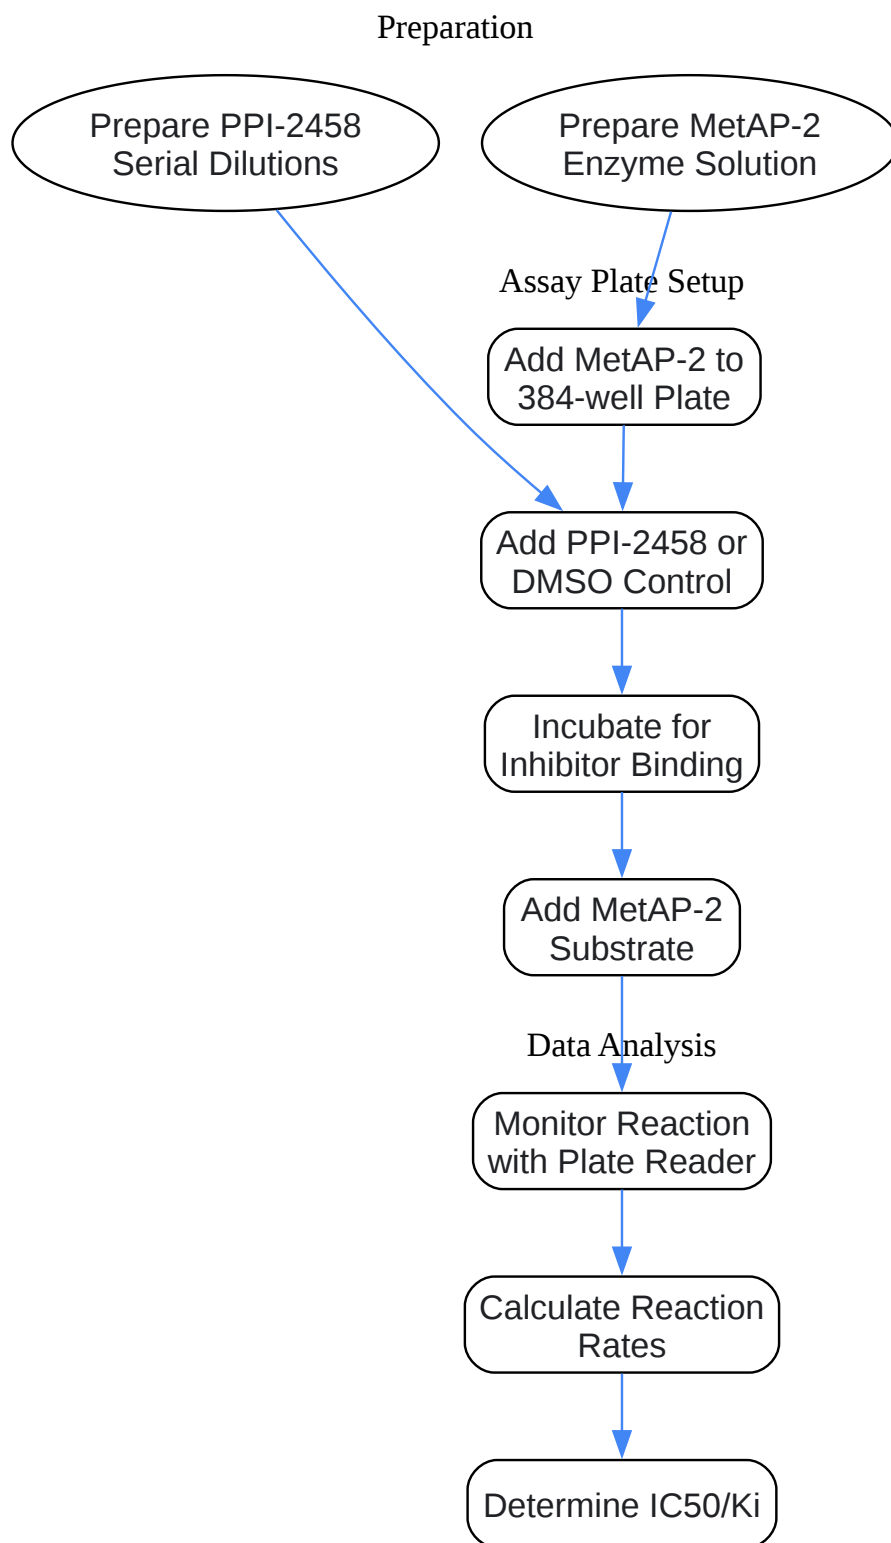 Preparation
Prepare PPI-2458
Serial Dilutions
Prepare MetAP-2
Enzyme Solution
Assay Plate Setup
Add MetAP-2 to
384-well Plate
Add PPI-2458 or
DMSO Control
Incubate for
Inhibitor Binding
Add MetAP-2
Substrate
Data Analysis
Monitor Reaction
with Plate Reader
Calculate Reaction
Rates
Determine IC50/Ki